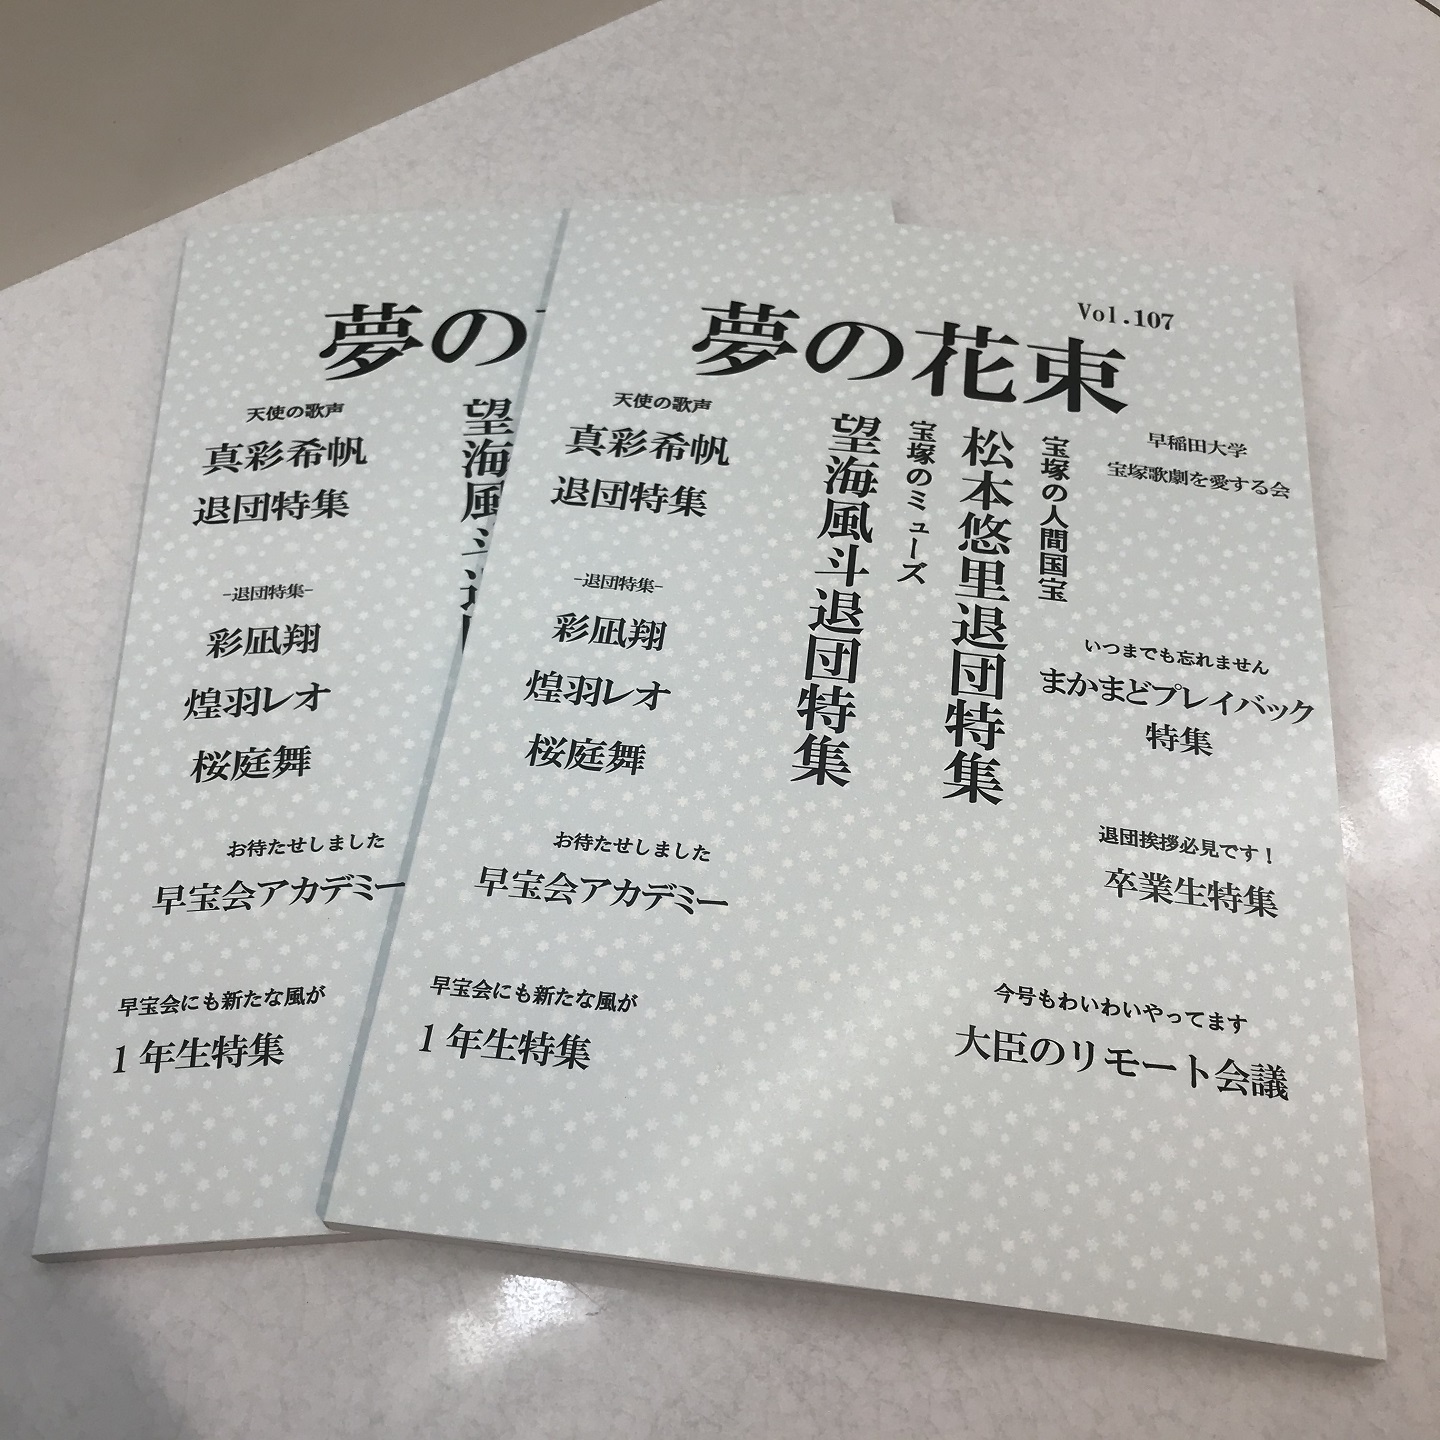 夢の
天使の歌声
真彩希帆
退団特集
望海風斗退
-退団特集-
彩凪翔
煌羽レオ
桜庭舞
お待たせしました
早宝会アカデミー
早宝会にも新たな風が
1年生特集
Vol.107
夢の花束
早稲田大学
宝塚歌劇を愛する会
宝塚の人間国宝
松本悠里退団特集
宝塚のミューズ
望海風斗退団特集
天使の歌声
真彩希帆
退団特集
-退団特集-
彩凪翔
煌羽レオ
桜庭舞
いつまでも忘れません
まかまどプレイバック
特集
退団挨拶必見です！
卒業生特集
お待たせしました
早宝会アカデミー
早宝会にも新たな風が
1年生特集
今号もわいわいやってます
大臣のリモート会議